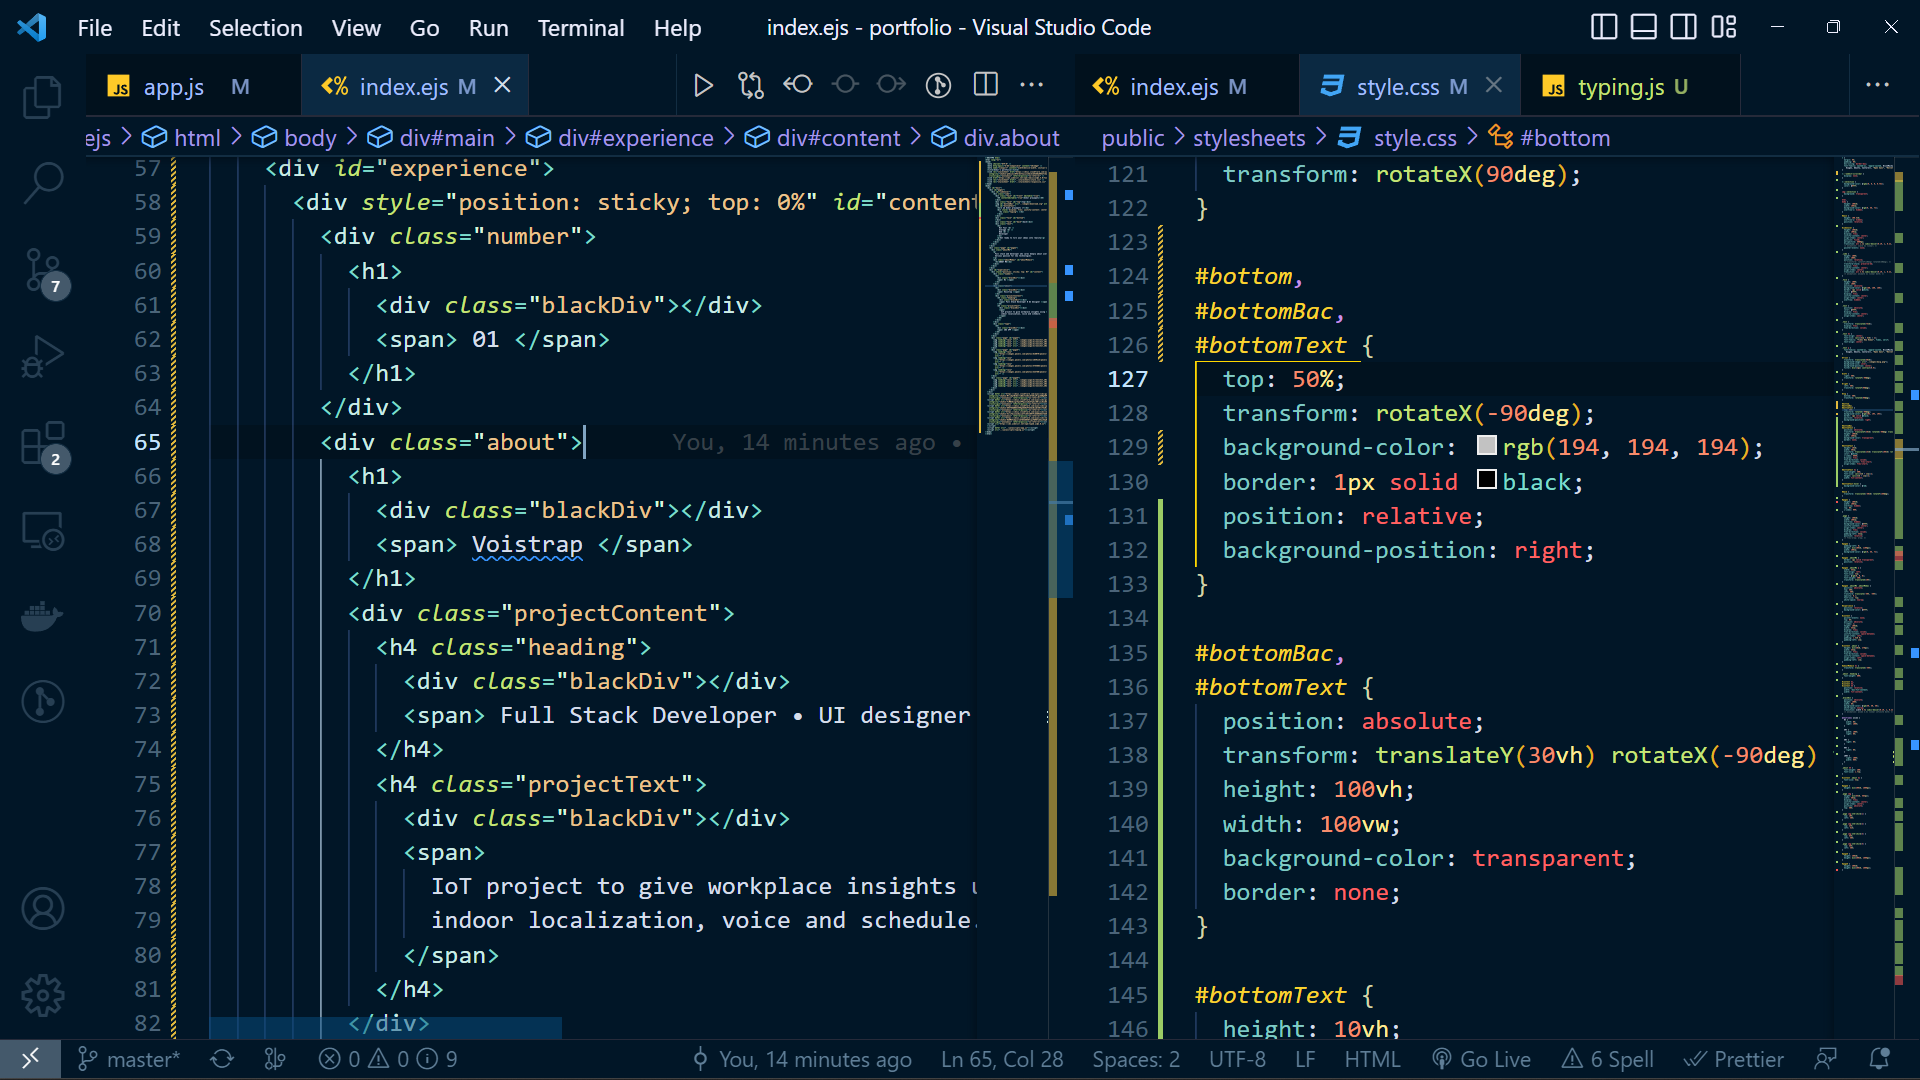 File Edit Selection View Go Run Terminal Help index.ejs - portfolio - Visual Studio Code
app.js M index.ejs M
index.ejs M style.css M typing.js U
ejs > html > body > div#main > div#experience > div#content > div.about
public > stylesheets > style.css > #bottom
57 <div id="experience">
58 <div style="position: sticky; top: 0%" id="content
59 <div class="number">
60 <h1>
61 <div class="blackDiv"></div>
62 <span> 01 </span>
63 </h1>
64 </div>
65 <div class="about"> You, 14 minutes ago •
66 <h1>
67 <div class="blackDiv"></div>
68 <span> Voistrap </span>
69 </h1>
70 <div class="projectContent">
71 <h4 class="heading">
72 <div class="blackDiv"></div>
73 <span> Full Stack Developer • UI designer
74 </h4>
75 <h4 class="projectText">
76 <div class="blackDiv"></div>
77 <span>
78 IoT project to give workplace insights
79 indoor localization, voice and schedule.
80 </span>
81 </h4>
82 </div>
121 transform: rotateX(90deg);
122 }
123
124 #bottom,
125 #bottomBac,
126 #bottomText {
127 top: 50%;
128 transform: rotateX(-90deg);
129 background-color: rgb(194, 194, 194);
130 border: 1px solid black;
131 position: relative;
132 background-position: right;
133 }
134
135 #bottomBac,
136 #bottomText {
137 position: absolute;
138 transform: translateY(30vh) rotateX(-90deg)
139 height: 100vh;
140 width: 100vw;
141 background-color: transparent;
142 border: none;
143 }
144
145 #bottomText {
146 height: 10vh;
7
2
master* 0 0 9 You, 14 minutes ago Ln 65, Col 28 Spaces: 2 UTF-8 LF HTML Go Live 6 Spell Prettier